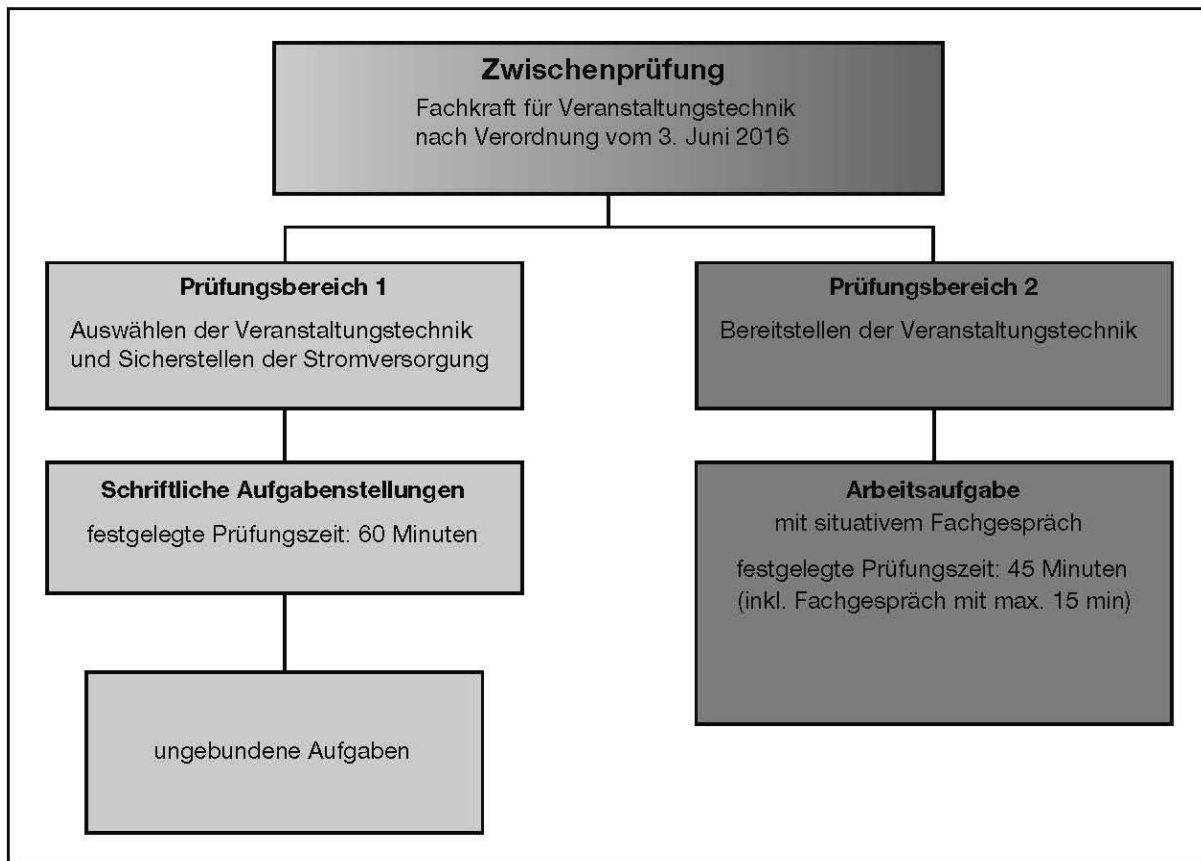 Zwischenprüfung
Fachkraft für Veranstaltungstechnik
nach Verordnung vom 3. Juni 2016
Prüfungsbereich 1
Auswählen der Veranstaltungstechnik
und Sicherstellen der Stromversorgung
Schriftliche Aufgabenstellungen
festgelegte Prüfungszeit: 60 Minuten
ungebundene Aufgaben
Prüfungsbereich 2
Bereitstellen der Veranstaltungstechnik
Arbeitsaufgabe
mit situativem Fachgespräch
festgelegte Prüfungszeit: 45 Minuten
(inkl. Fachgespräch mit max. 15 min)